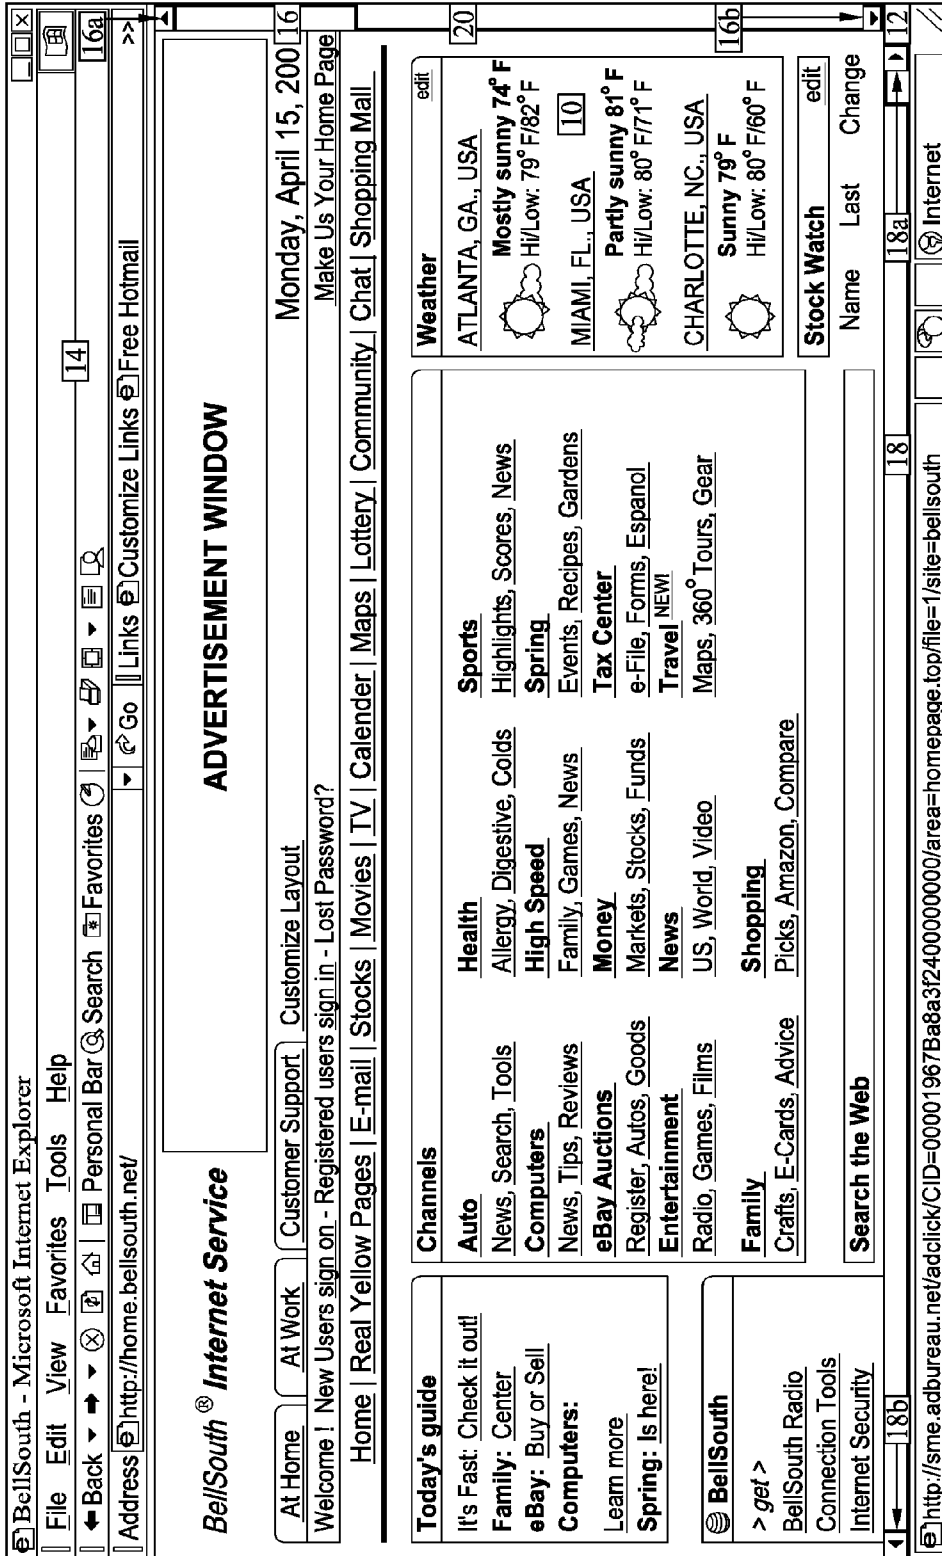 BellSouth - Microsoft Internet Explorer
File Edit View Favorites Tools Help
14
Back Personal Bar Search Favorites
16a
Address http://home.bellsouth.net/ Go Links Customize Links Free Hotmail >>
BellSouth ® Internet Service
ADVERTISEMENT WINDOW
At Home At Work Customer Support Customize Layout Monday, April 15, 200
16
Welcome ! New Users sign on - Registered users sign in - Lost Password? Make Us Your Home Page
Home | Real Yellow Pages | E-mail | Stocks | Movies | TV | Calender | Maps | Lottery | Community | Chat | Shopping Mall
20
Today's guide
It's Fast: Check it out!
Family: Center
eBay: Buy or Sell
Computers:
Learn more
Spring: Is here!
BellSouth
> get >
BellSouth Radio
Connection Tools
Internet Security
Channels
Auto
News, Search, Tools
Computers
News, Tips, Reviews
eBay Auctions
Register, Autos, Goods
Entertainment
Radio, Games, Films
Family
Crafts, E-Cards, Advice
Health
Allergy, Digestive, Colds
High Speed
Family, Games, News
Money
Markets, Stocks, Funds
News
US, World, Video
Shopping
Picks, Amazon, Compare
Sports
Highlights, Scores, News
Spring
Events, Recipes, Gardens
Tax Center
e-File, Forms, Espanol
Travel NEW!
Maps, 360° Tours, Gear
Search the Web
Weather edit
ATLANTA, GA., USA
Mostly sunny 74° F
Hi/Low: 79° F/82° F
10
MIAMI, FL., USA
Partly sunny 81° F
Hi/Low: 80° F/71° F
CHARLOTTE, NC., USA
Sunny 79° F
Hi/Low: 80° F/60° F
16b
Stock Watch edit
Name Last Change
18b
18
18a
12
http://sme.adbureau.net/adclick/CID=00001967Ba8a3f2400000000/area=homepage.top/file=1/site=bellsouth Internet